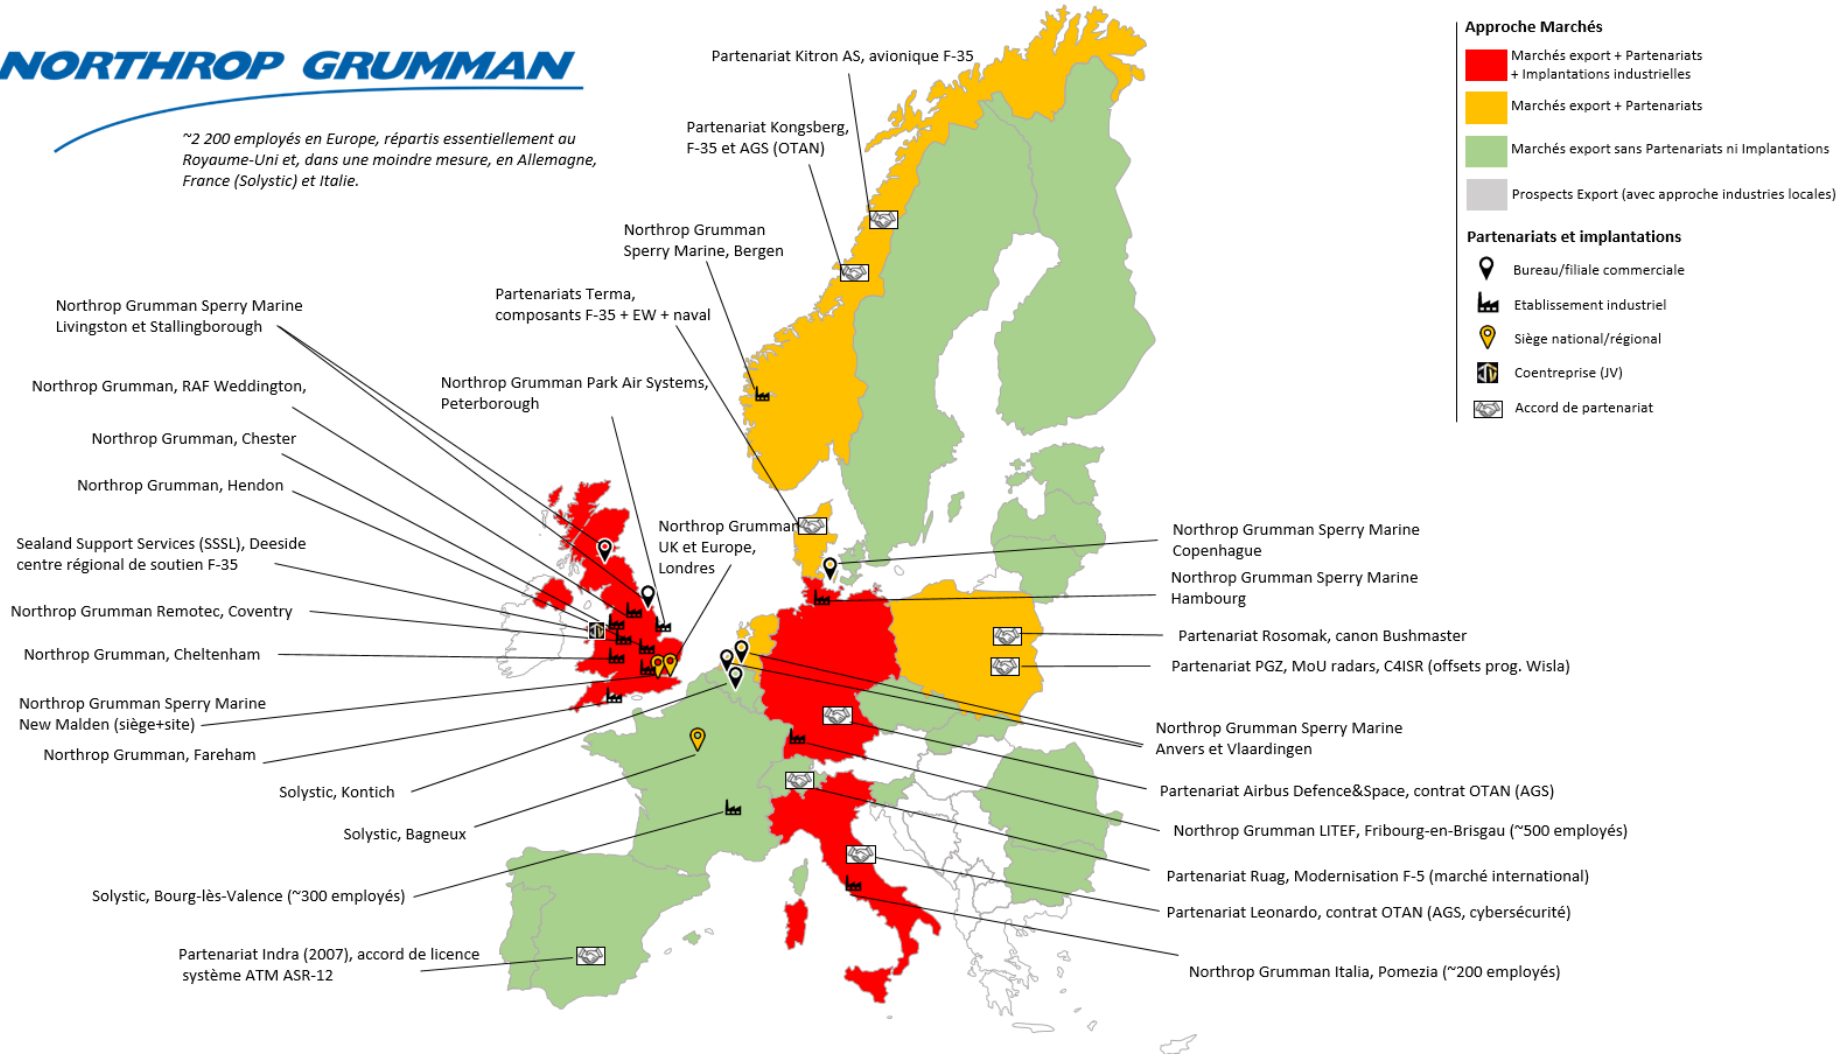 NORTHROP GRUMMAN
~2 200 employés en Europe, répartis essentiellement au
Royaume-Uni et, dans une moindre mesure, en Allemagne,
France (Solystic) et Italie.
Partenariat Kitron AS, avionique F-35
Partenariat Kongsberg,
F-35 et AGS (OTAN)
Northrop Grumman
Sperry Marine, Bergen
Partenariats Terma,
composants F-35 + EW + naval
Northrop Grumman Park Air Systems,
Peterborough
Northrop Grumman
UK et Europe,
Londres
Northrop Grumman Sperry Marine
Livingston et Stallingborough
Northrop Grumman, RAF Weddington,
Northrop Grumman, Chester
Northrop Grumman, Hendon
Sealand Support Services (SSSL), Deeside
centre régional de soutien F-35
Northrop Grumman Remotec, Coventry
Northrop Grumman, Cheltenham
Northrop Grumman Sperry Marine
New Malden (siège+site)
Northrop Grumman, Fareham
Solystic, Kontich
Solystic, Bagneux
Solystic, Bourg-lès-Valence (~300 employés)
Partenariat Indra (2007), accord de licence
système ATM ASR-12
Approche Marchés
Marchés export + Partenariats
+ Implantations industrielles
Marchés export + Partenariats
Marchés export sans Partenariats ni Implantations
Prospects Export (avec approche industries locales)
Partenariats et implantations
Bureau/filiale commerciale
Etablissement industriel
Siège national/régional
Coentreprise (JV)
Accord de partenariat
Northrop Grumman Sperry Marine
Copenhague
Northrop Grumman Sperry Marine
Hambourg
Partenariat Rosomak, canon Bushmaster
Partenariat PGZ, MoU radars, C4ISR (offsets prog. Wisla)
Northrop Grumman Sperry Marine
Anvers et Vlaardingen
Partenariat Airbus Defence&Space, contrat OTAN (AGS)
Northrop Grumman LITEF, Fribourg-en-Brisgau (~500 employés)
Partenariat Ruag, Modernisation F-5 (marché international)
Partenariat Leonardo, contrat OTAN (AGS, cybersécurité)
Northrop Grumman Italia, Pomezia (~200 employés)